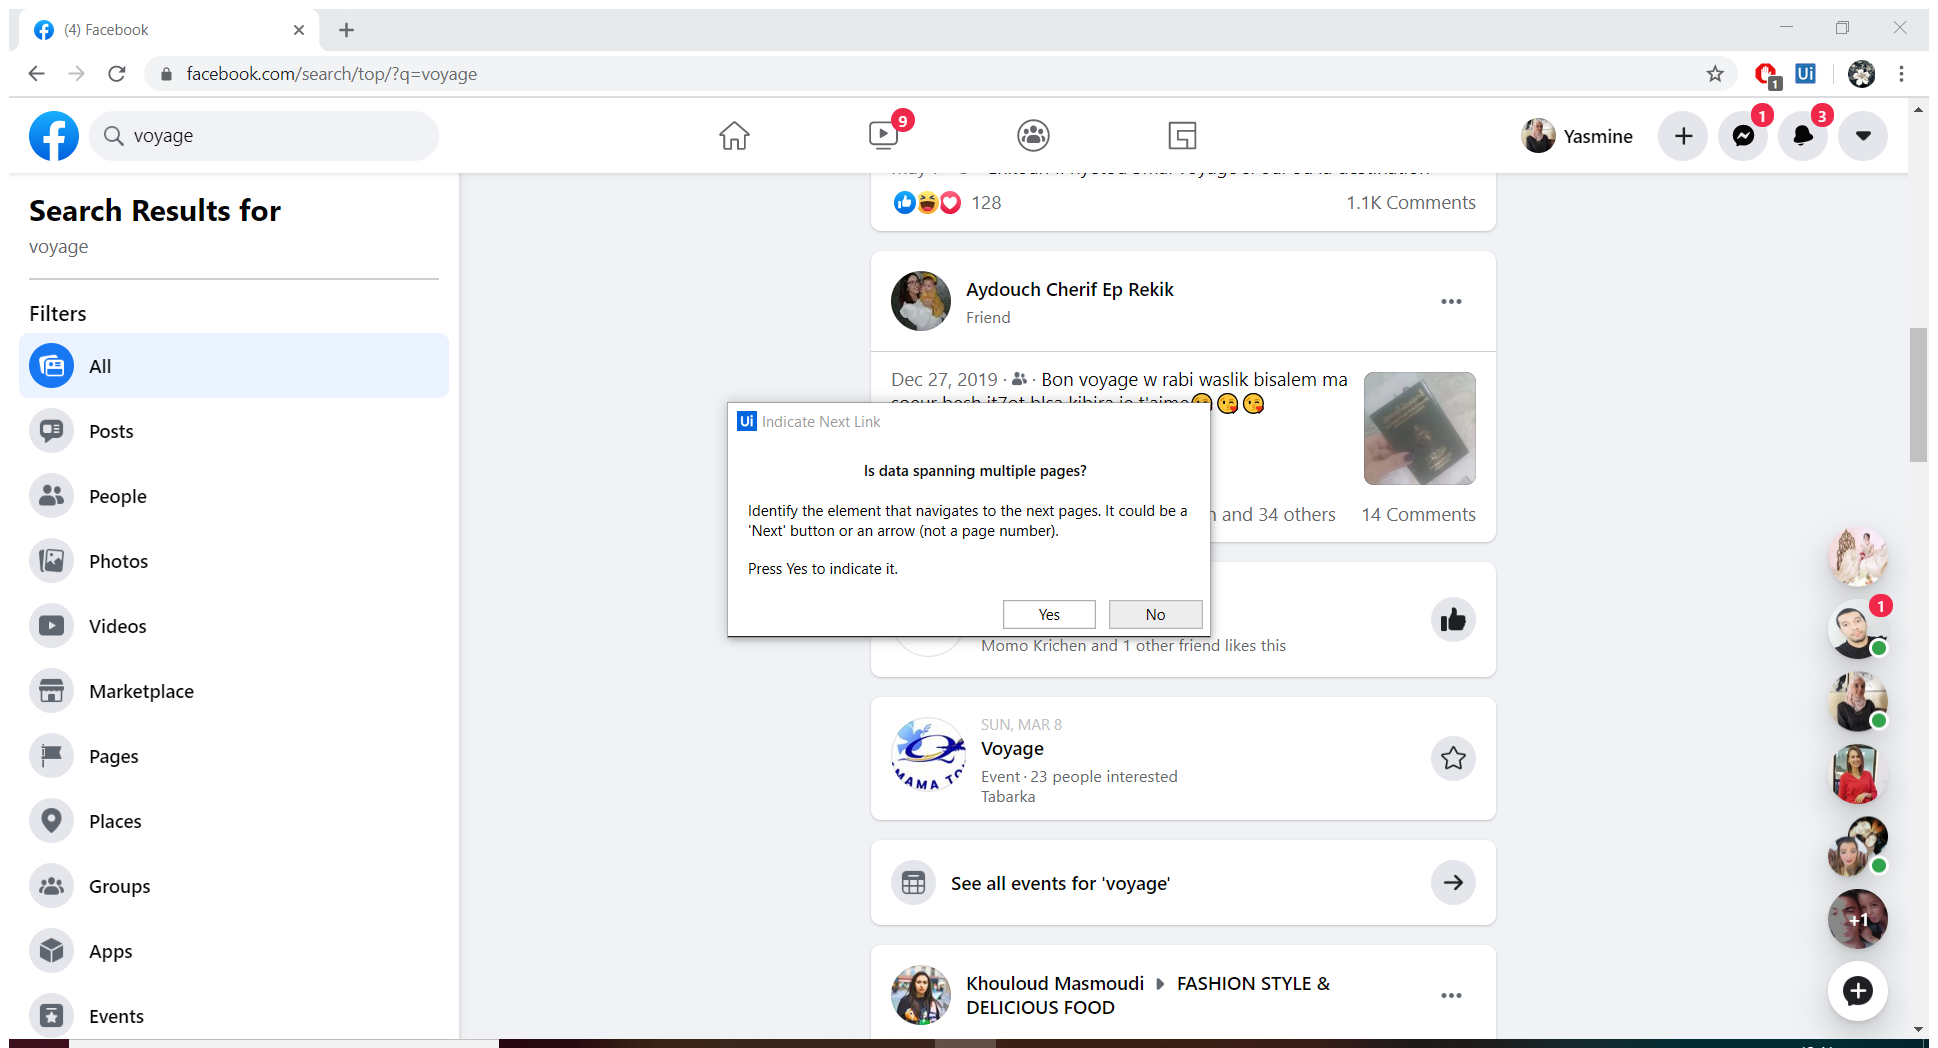 (4) Facebook
facebook.com/search/top/?q=voyage
1
Ui
voyage
9
Yasmine
1
3
Search Results for
voyage
Filters
All
Posts
People
Photos
Videos
Marketplace
Pages
Places
Groups
Apps
Events
128
1.1K Comments
Aydouch Cherif Ep Rekik
Friend
Dec 27, 2019 · · Bon voyage w rabi waslik bisalem ma
and 34 others
14 Comments
Ui Indicate Next Link
Is data spanning multiple pages?
Identify the element that navigates to the next pages. It could be a
'Next' button or an arrow (not a page number).
Press Yes to indicate it.
Yes
No
Momo Krichen and 1 other friend likes this
SUN, MAR 8
Voyage
Event · 23 people interested
Tabarka
MAMA TO
See all events for 'voyage'
Khouloud Masmoudi
FASHION STYLE &
DELICIOUS FOOD
1
+1